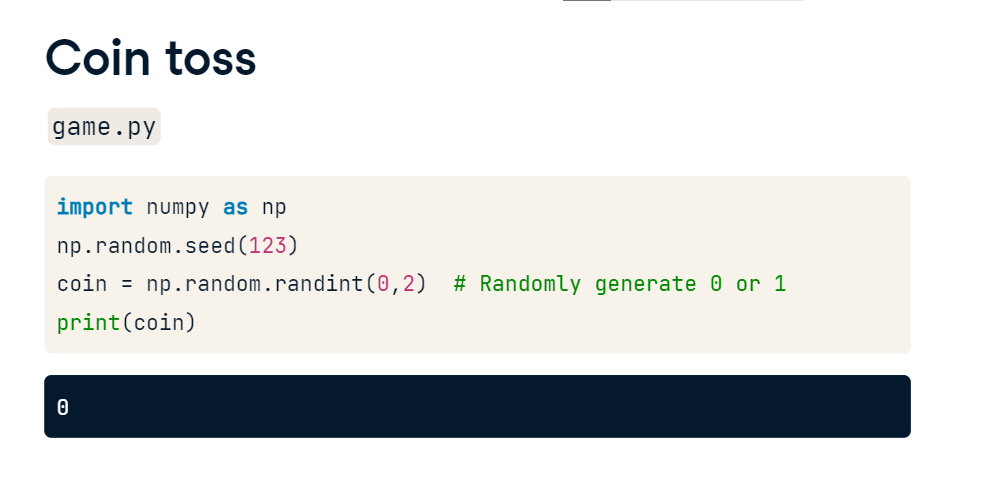 Coin toss
game.py
import numpy as np
np.random.seed(123)
coin = np.random.randint(0,2)  # Randomly generate 0 or 1
print(coin)
0